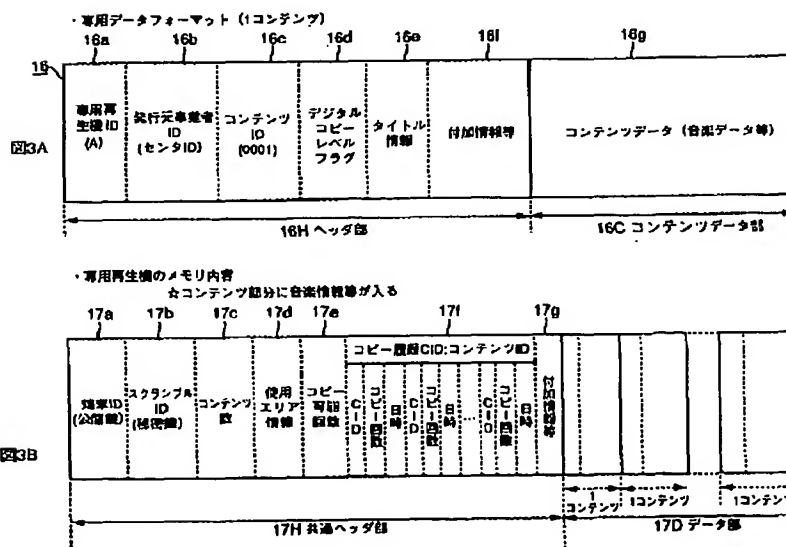 ・専用データフォーマット (1コンテンツ)
16a 16b 16c 16d 16e 16f 16g
16
図3A
専用再生機ID (A)
発行元事業者ID (センタID)
コンテンツID (0001)
デジタルコピーレベルフラグ
タイトル情報
付加情報等
コンテンツデータ (音楽データ等)
16H ヘッダ部
16C コンテンツデータ部
・専用再生機のメモリ内容
☆コンテンツ部分に音楽情報等が入る
17a 17b 17c 17d 17e 17f 17g
図3B
端末ID (公開鍵)
スクランブルID (秘密鍵)
コンテンツ数
使用エリア情報
コピー可能回数
コピー履歴CID:コンテンツID
CID コピー回数 日時 CID コピー回数 日時 … CID コピー回数 日時
付加情報等
1コンテンツ 1コンテンツ 1コンテンツ
17H 共通ヘッダ部
17D データ部